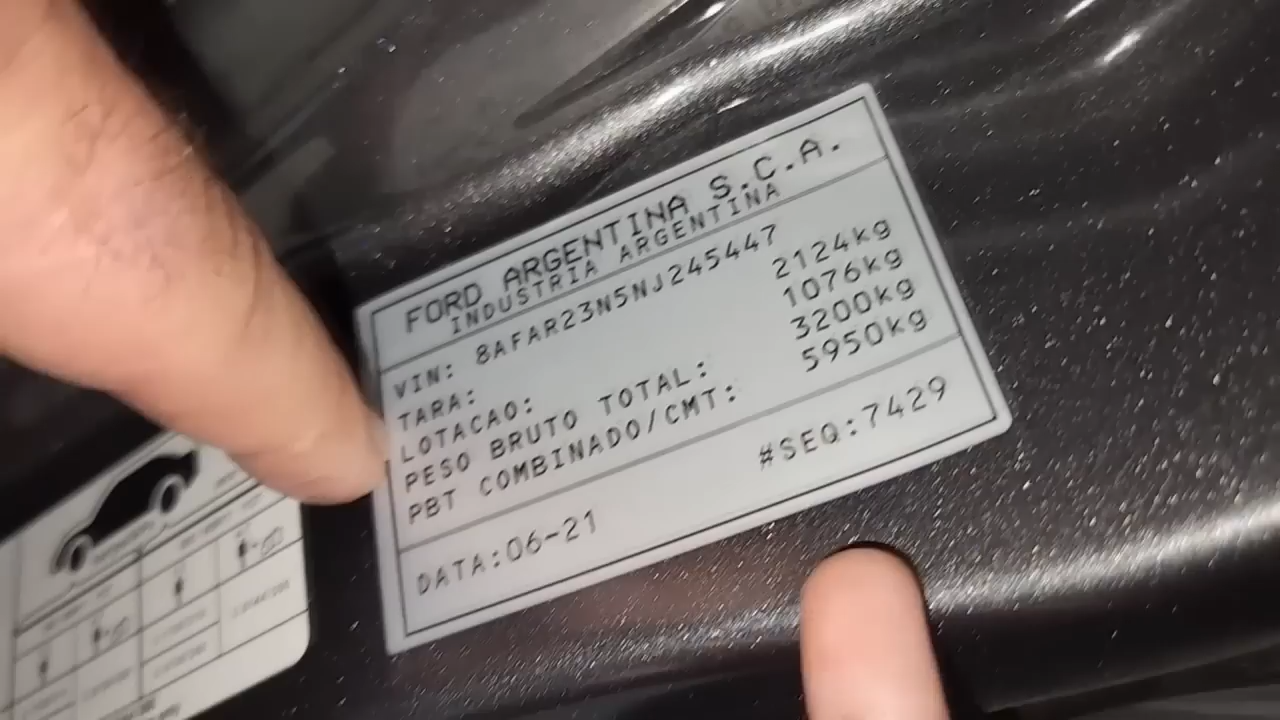 FORD ARGENTINA S.C.A.
INDUSTRIA ARGENTINA
VIN: 8AFAR23N5NJ245447
TARA: 2124kg
LOTACAO: 1076kg
PESO BRUTO TOTAL: 3200kg
PBT COMBINADO/CMT: 5950kg
#SEQ:7429
DATA:06-21